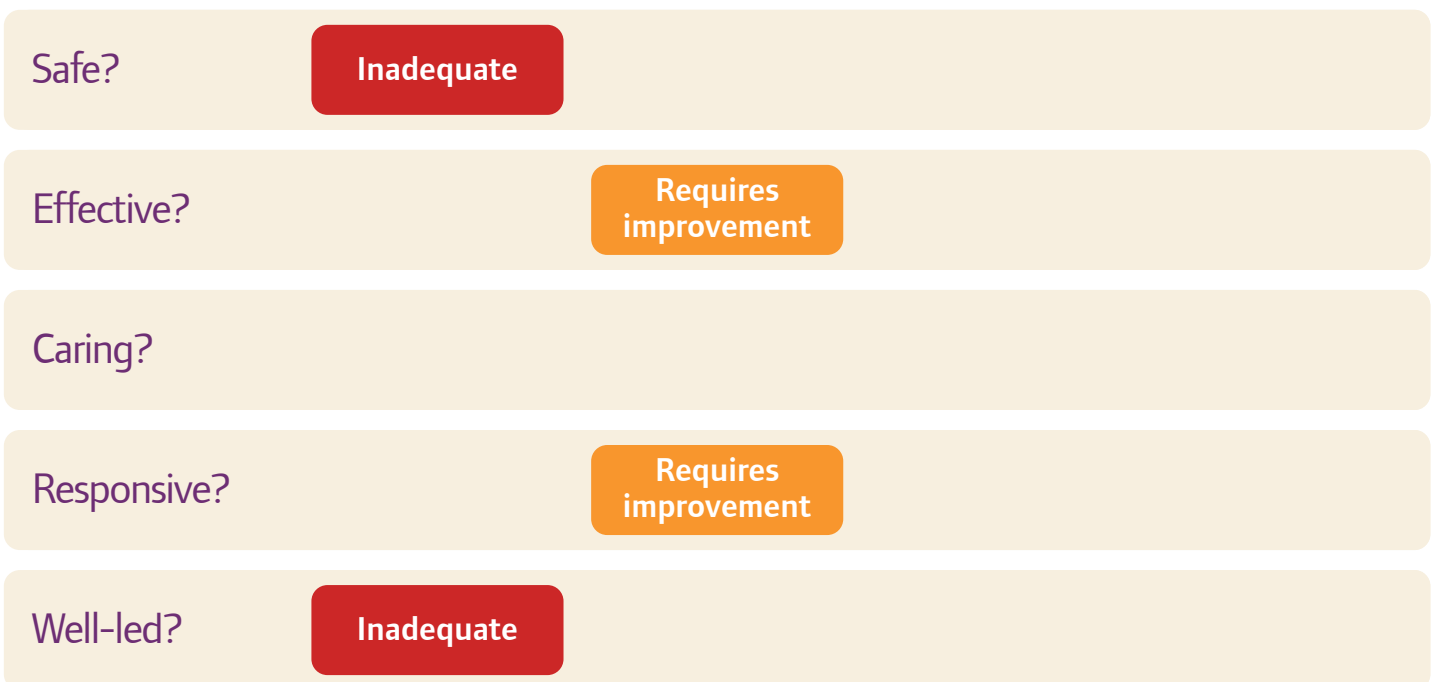 Safe?
Inadequate
Effective?
Requires
improvement
Caring?
Responsive?
Requires
improvement
Well-led?
Inadequate